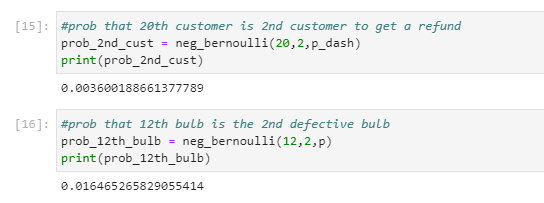 [15]: #prob that 20th customer is 2nd customer to get a refund
prob_2nd_cust = neg_bernoulli(20,2,p_dash)
print(prob_2nd_cust)
0.003600188661377789
[16]: #prob that 12th bulb is the 2nd defective bulb
prob_12th_bulb = neg_bernoulli(12,2,p)
print(prob_12th_bulb)
0.016465265829055414